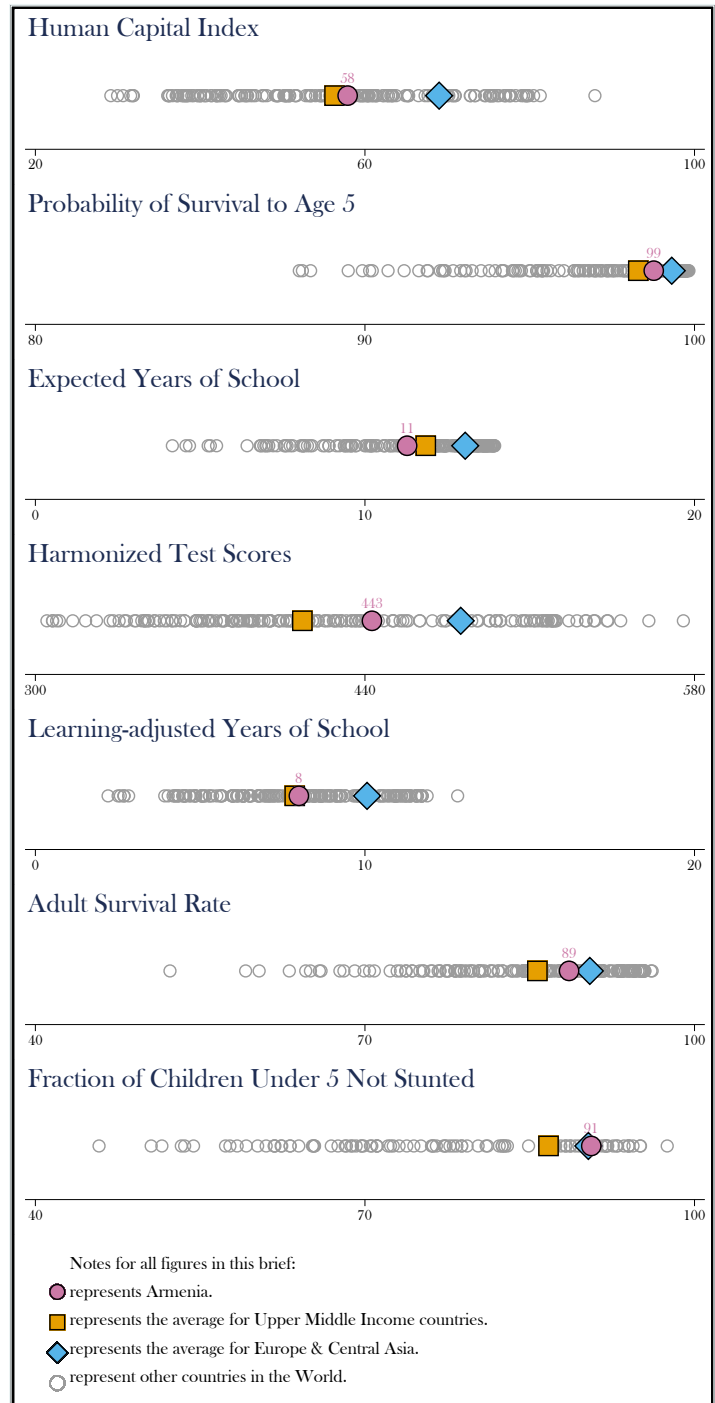 Human Capital Index
58
20 60 100
Probability of Survival to Age 5
99
80 90 100
Expected Years of School
11
0 10 20
Harmonized Test Scores
443
300 440 580
Learning-adjusted Years of School
8
0 10 20
Adult Survival Rate
89
40 70 100
Fraction of Children Under 5 Not Stunted
91
40 70 100
Notes for all figures in this brief:
represents Armenia.
represents the average for Upper Middle Income countries.
represents the average for Europe & Central Asia.
represent other countries in the World.